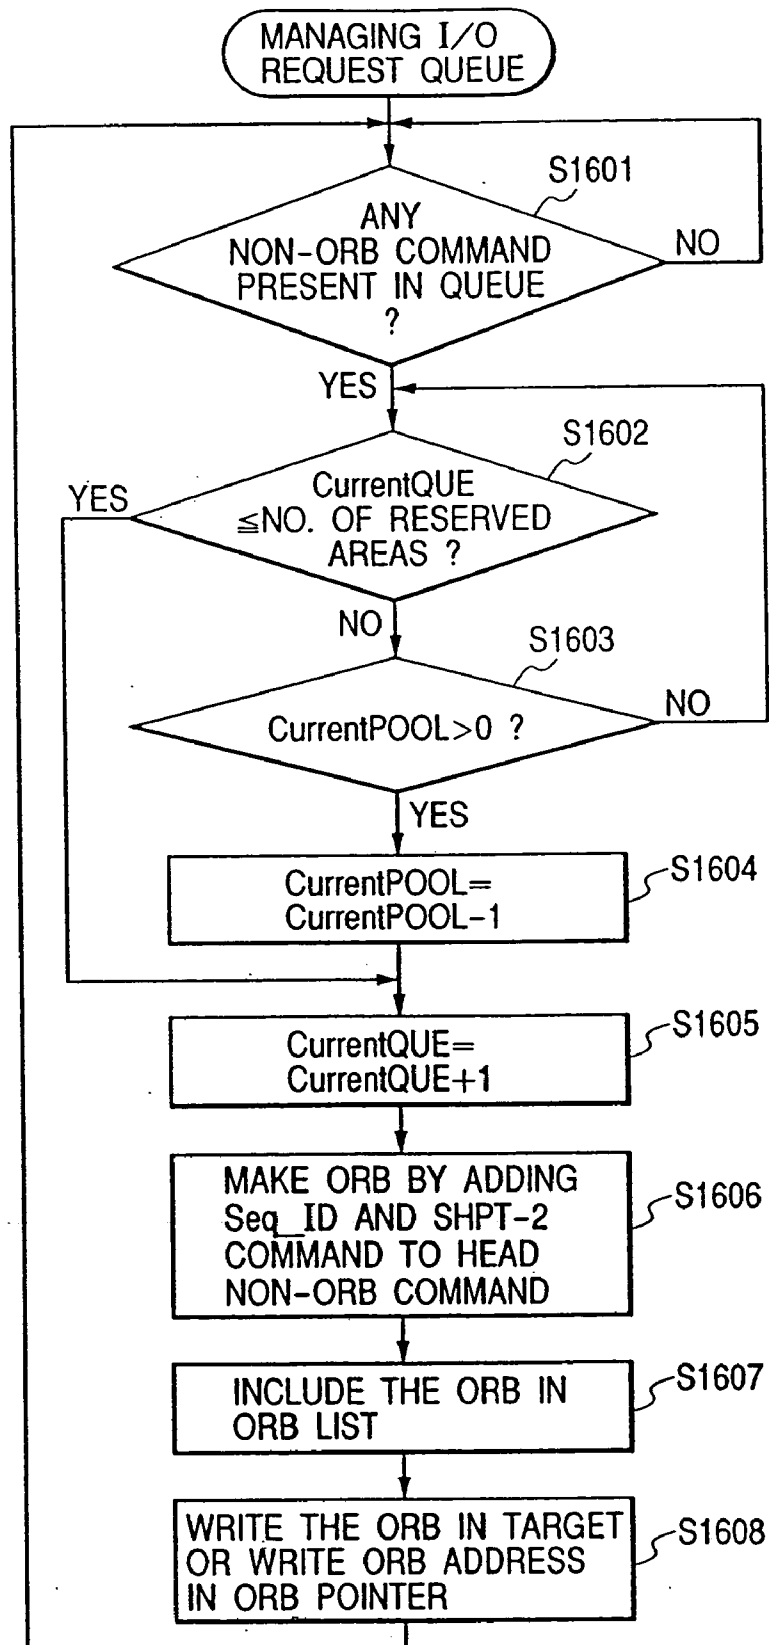 MANAGING I/O
REQUEST QUEUE
S1601
ANY
NON-ORB COMMAND
PRESENT IN QUEUE
?
NO
YES
S1602
YES
CurrentQUE
≦NO. OF RESERVED
AREAS ?
NO
S1603
CurrentPOOL>0 ?
NO
YES
S1604
CurrentPOOL=
CurrentPOOL-1
S1605
CurrentQUE=
CurrentQUE+1
S1606
MAKE ORB BY ADDING
Seq_ID AND SHPT-2
COMMAND TO HEAD
NON-ORB COMMAND
S1607
INCLUDE THE ORB IN
ORB LIST
S1608
WRITE THE ORB IN TARGET
OR WRITE ORB ADDRESS
IN ORB POINTER